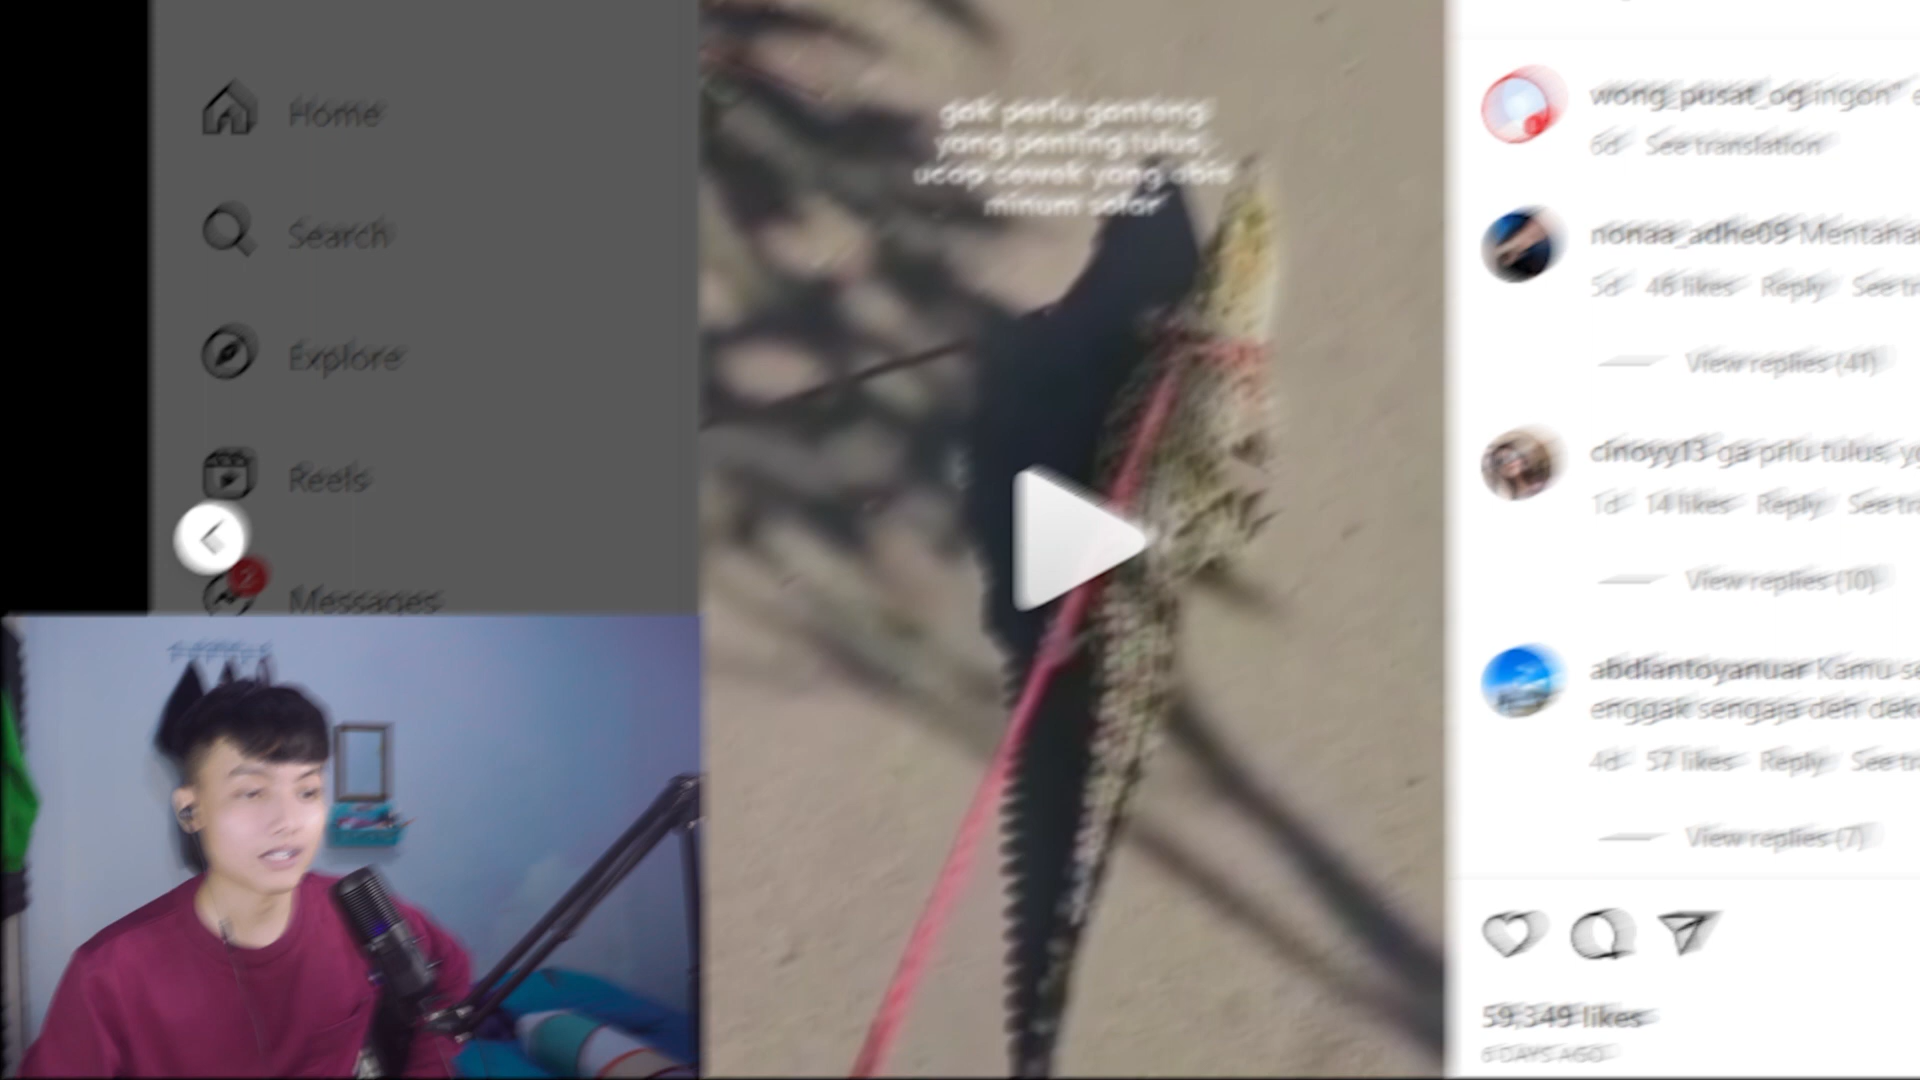 Home
Search
Explore
Reels
2
Messages
gak perlu ganteng
yang penting tulus,
ucap cewek yang abis
minum solar
wong_pusat_og ingon"
6d See translation
nonaa_adhe09 Mentaha
5d 46 likes Reply See tr
View replies (41)
cinoyy13 ga prlu tulus, y
1d 14 likes Reply See tr
View replies (10)
abdiantoyanuar Kamu se
enggak sengaja deh dek
4d 57 likes Reply See tr
View replies (7)
59,349 likes
6 DAYS AGO